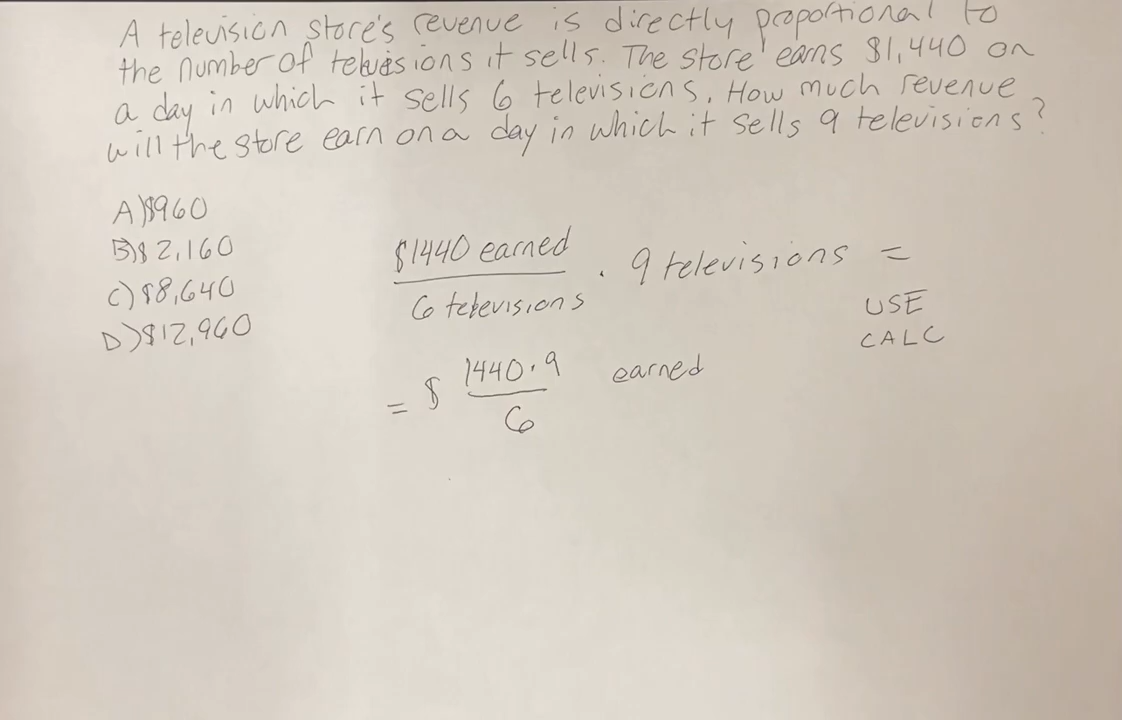 A television store's revenue is directly proportional to
the number of televisions it sells. The store earns $1,440 on
a day in which it sells 6 televisions. How much revenue
will the store earn on a day in which it sells 9 televisions?
A) $960
B) $2,160
C) $8,640
D) $12,960
$1440 earned
6 televisions
· 9 televisions =
USE
CALC
= $ 1440·9 earned
6